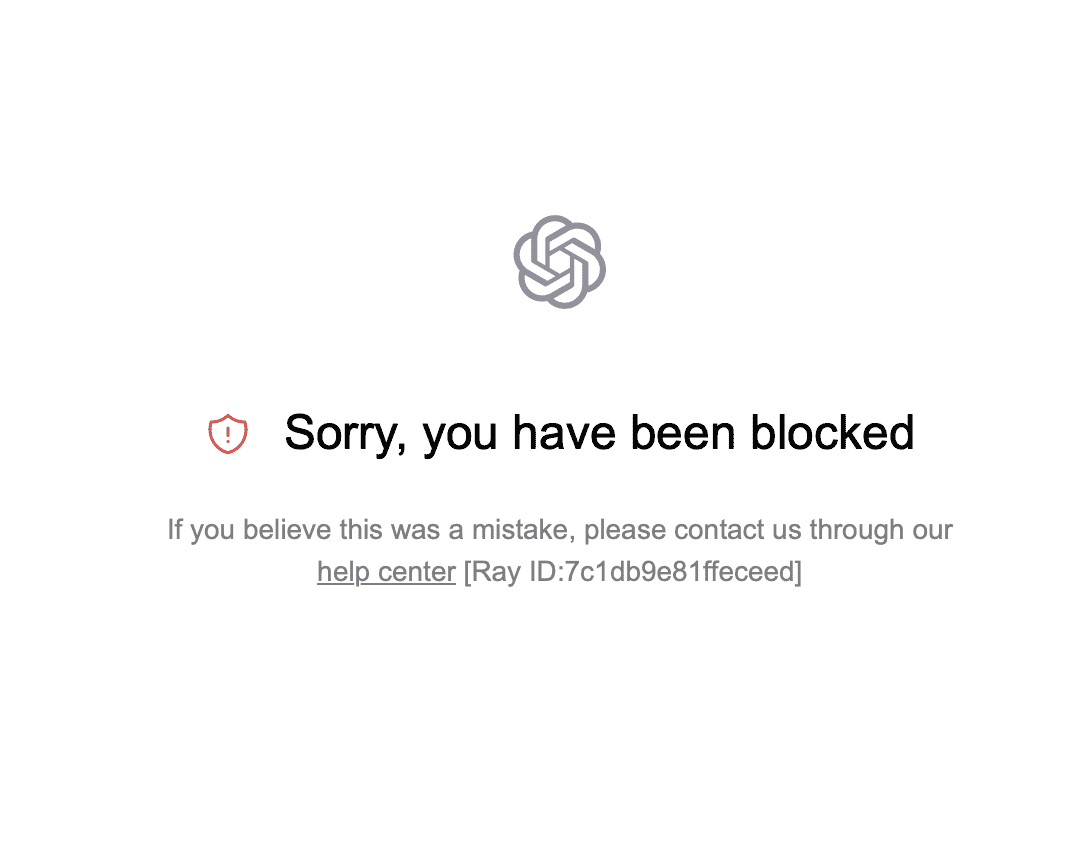 Sorry, you have been blocked
If you believe this was a mistake, please contact us through our
help center [Ray ID:7c1db9e81ffeceed]